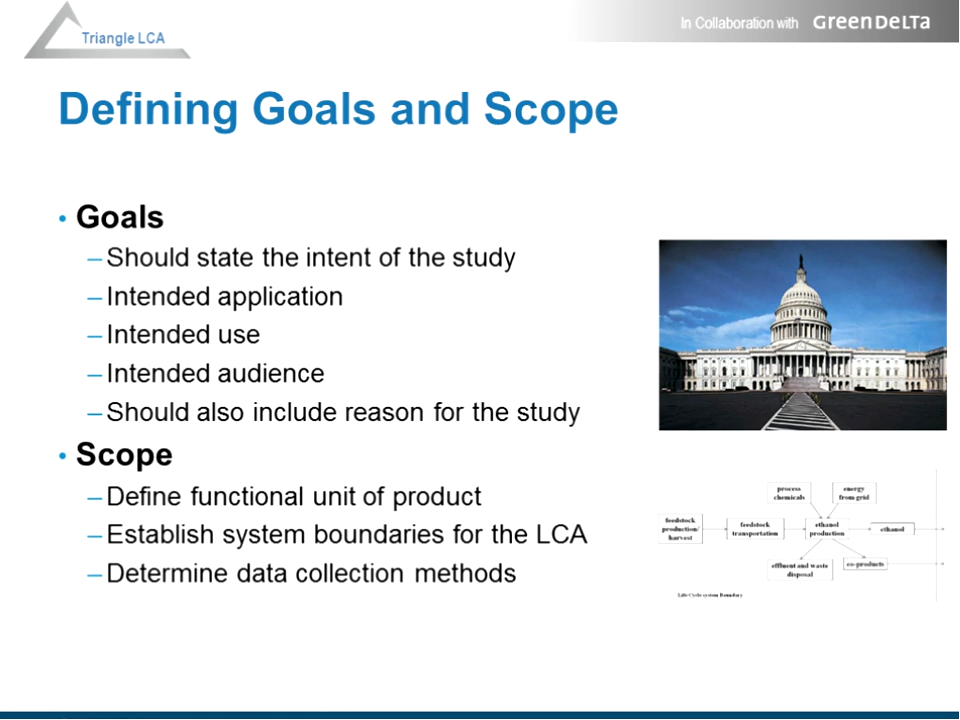 Triangle LCA
In Collaboration with GreenDeLTa
Defining Goals and Scope
• Goals
– Should state the intent of the study
– Intended application
– Intended use
– Intended audience
– Should also include reason for the study
• Scope
– Define functional unit of product
– Establish system boundaries for the LCA
– Determine data collection methods
process
chemicals
energy
from grid
feedstock
production/
harvest
feedstock
transportation
ethanol
production
ethanol
effluent and waste
disposal
co-products
Life-Cycle system Boundary